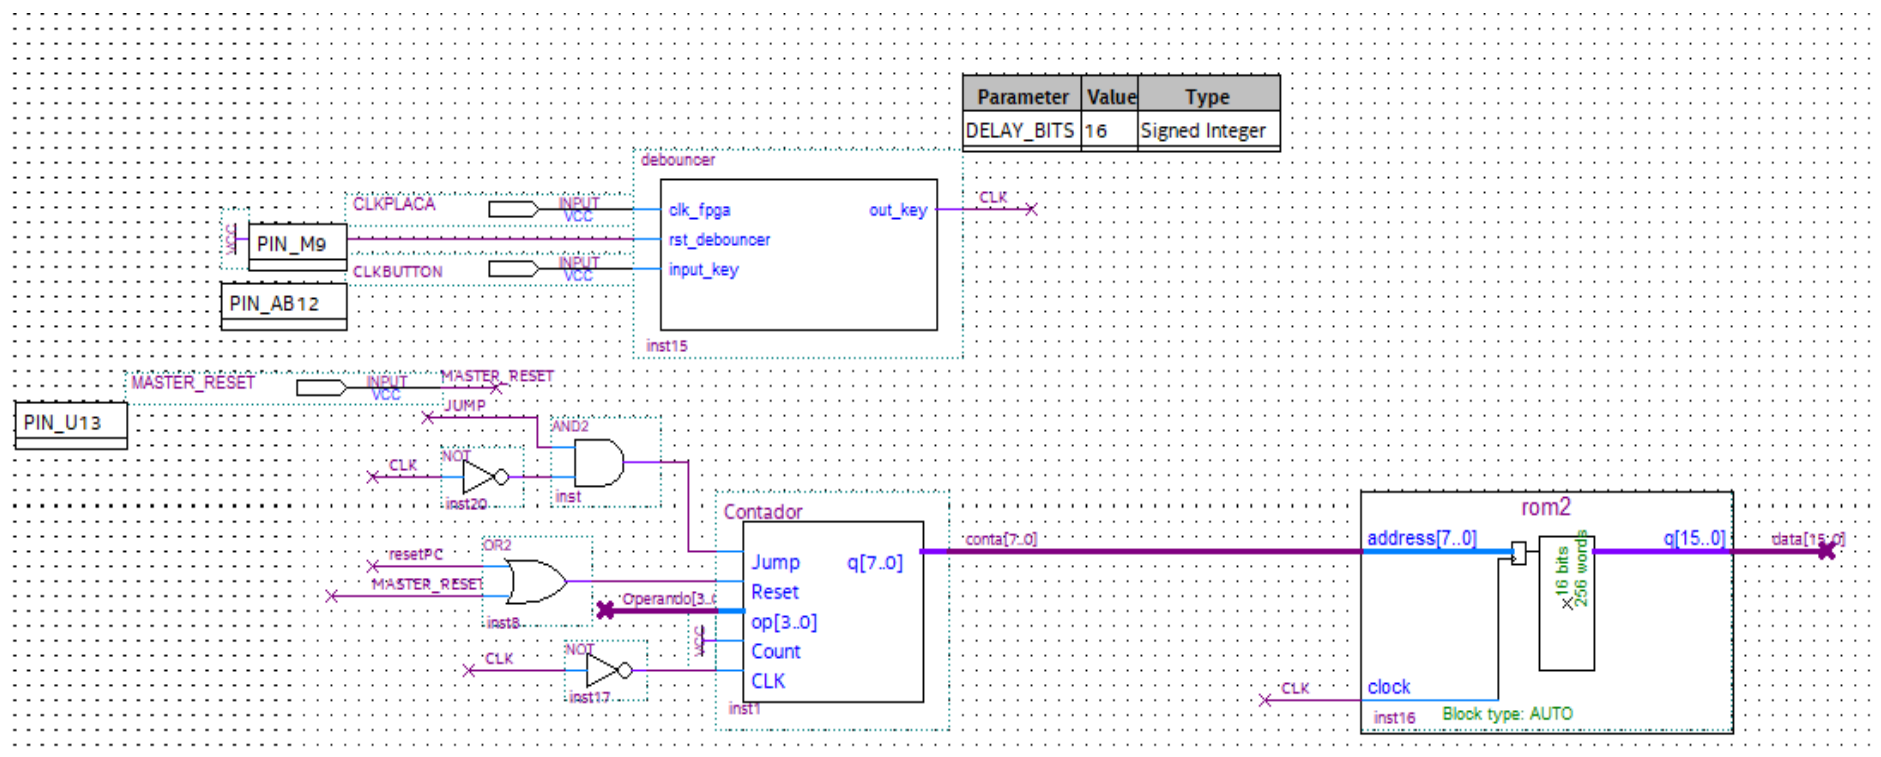 Parameter Value Type
DELAY_BITS 16 Signed Integer
debouncer
CLKPLACA INPUT VCC
clk_fpga out_key CLK
VCC
PIN_M9
rst_debouncer
CLKBUTTON INPUT VCC
input_key
PIN_AB12
inst15
MASTER_RESET INPUT VCC MASTER_RESET
PIN_U13
JUMP
AND2
CLK NOT
inst20
inst
Contador
Jump q[7..0]
conta[7..0]
resetPC OR2
MASTER_RESET
inst8
Reset
Operando[3..
op[3..0]
VCC
Count
CLK NOT
inst17
CLK
inst1
rom2
address[7..0] q[15..0] data[15..0]
16 bits
256 words
CLK clock
inst16 Block type: AUTO